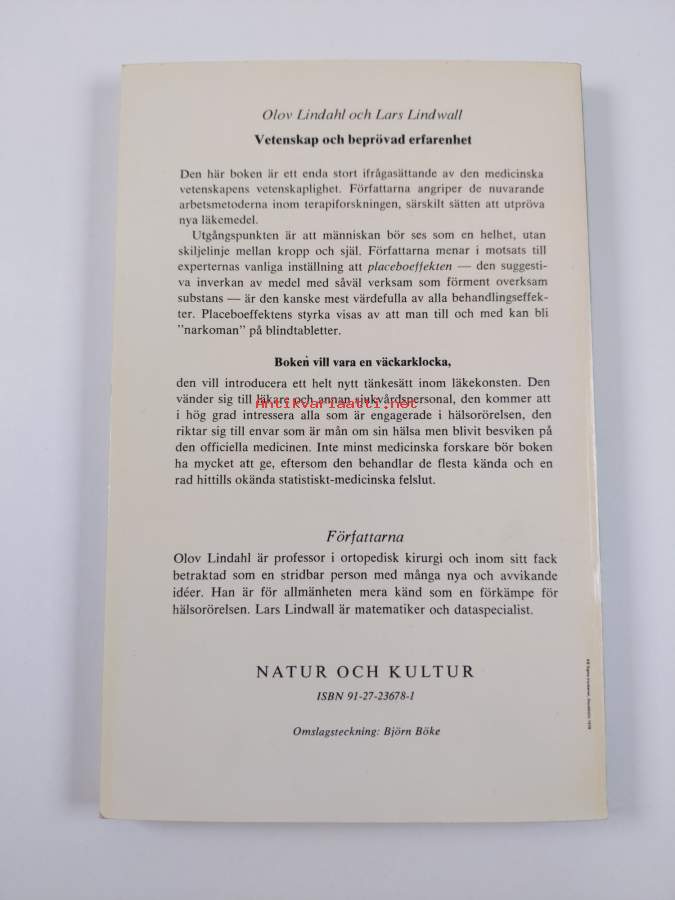 Olov Lindahl och Lars Lindwall
Vetenskap och beprövad erfarenhet
Den här boken är ett enda stort ifrågasättande av den medicinska
vetenskapens vetenskaplighet. Författarna angriper de nuvarande
arbetsmetoderna inom terapiforskningen, särskilt sätten att utpröva
nya läkemedel.
Utgångspunkten är att människan bör ses som en helhet, utan
skiljelinje mellan kropp och själ. Författarna menar i motsats till
experternas vanliga inställning att placeboeffekten — den suggesti-
va inverkan av medel med såväl verksam som förment overksam
substans — är den kanske mest värdefulla av alla behandlingseffek-
ter. Placeboeffektens styrka visas av att man till och med kan bli
"narkoman" på blindtabletter.
Boken vill vara en väckarklocka,
den vill introducera ett helt nytt tänkesätt inom läkekonsten. Den
vänder sig till läkare och annan sjukvårdspersonal, den kommer att
Antikvariaatti.net
i hög grad intressera alla som är engagerade i hälsorörelsen, den
riktar sig till envar som är mån om sin hälsa men blivit besviken på
den officiella medicinen. Inte minst medicinska forskare bör boken
ha mycket att ge, eftersom den behandlar de flesta kända och en
rad hittills okända statistiskt-medicinska felslut.
Författarna
Olov Lindahl är professor i ortopedisk kirurgi och inom sitt fack
betraktad som en stridbar person med många nya och avvikande
idéer. Han är för allmänheten mera känd som en förkämpe för
hälsorörelsen. Lars Lindwall är matematiker och dataspecialist.
NATUR OCH KULTUR
ISBN 91-27-23678-1
Omslagsteckning: Björn Böke